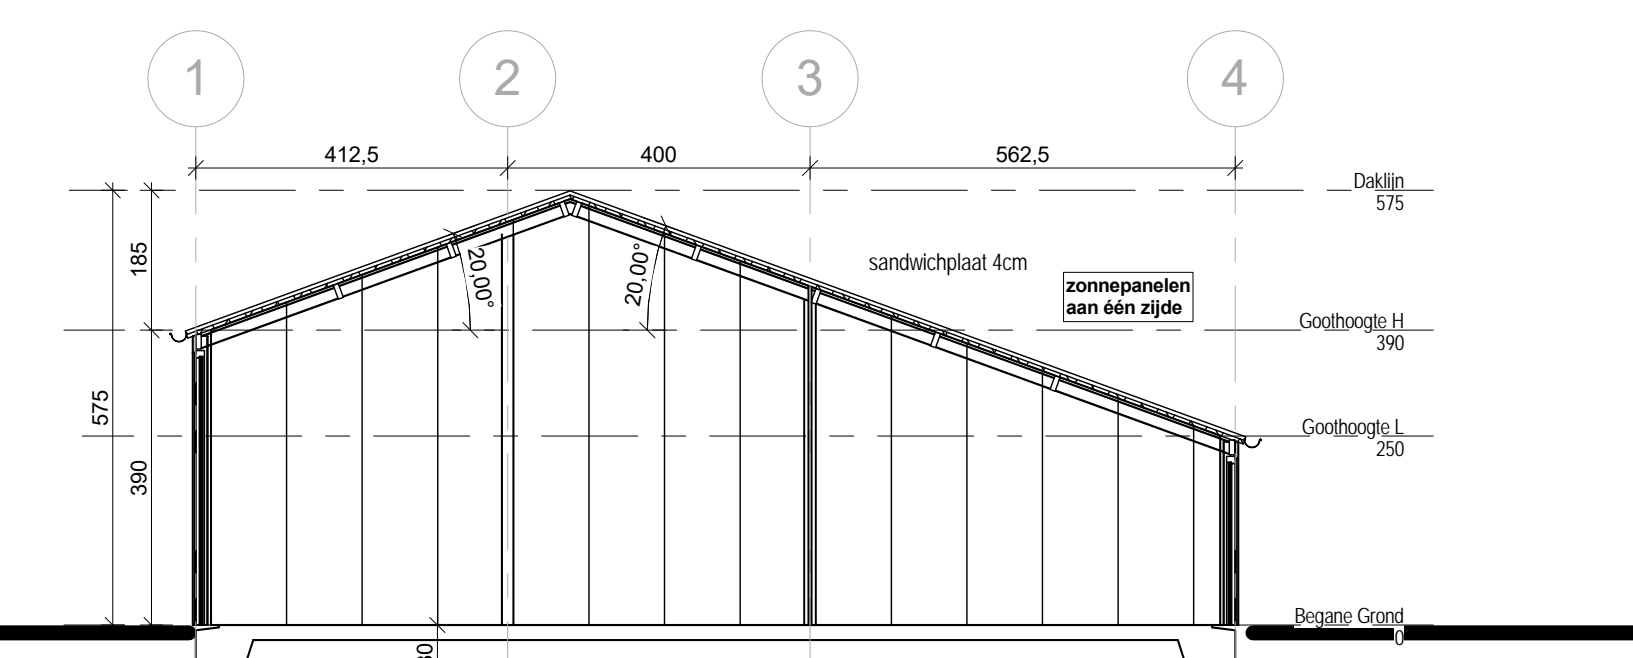 1
2
3
4
412,5
400
562,5
Daklijn
575
185
20,00°
20,00°
sandwichplaat 4cm
zonnepanelen
aan één zijde
Goothoogte H
390
575
Goothoogte L
250
390
Begane Grond
0